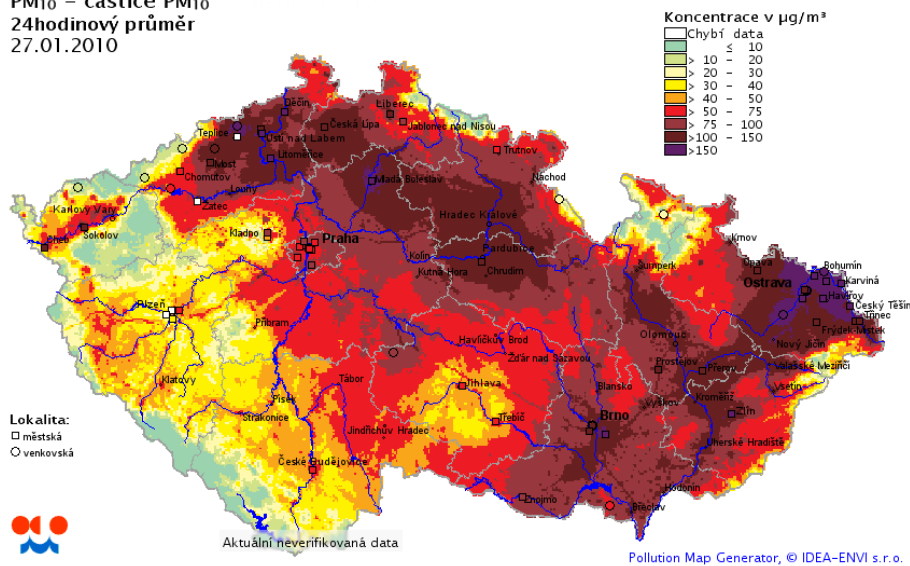 PM₁₀ – částice PM₁₀
24hodinový průměr
27.01.2010
Koncentrace v µg/m³
Chybí data
≤ 10
> 10 – 20
> 20 – 30
> 30 – 40
> 40 – 50
> 50 – 75
> 75 – 100
>100 – 150
>150
Děčín
Liberec
Teplice
Česká Lípa
Jablonec nad Nisou
Ústí nad Labem
Litoměřice
Trutnov
Most
Chomutov
Náchod
Mladá Boleslav
Louny
Žatec
Karlovy Vary
Hradec Králové
Sokolov
Cheb
Kladno
Praha
Krnov
Pardubice
Kolín
Kutná Hora
Chrudim
Šumperk
Opava
Bohumín
Karviná
Ostrava
Havířov
Český Těšín
Třinec
Frýdek-Místek
Plzeň
Příbram
Havlíčkův Brod
Olomouc
Nový Jičín
Žďár nad Sázavou
Prostějov
Přerov
Valašské Meziříčí
Klatovy
Tábor
Jihlava
Blansko
Vsetín
Písek
Kroměříž
Vyškov
Strakonice
Třebíč
Brno
Zlín
Jindřichův Hradec
Uherské Hradiště
České Budějovice
Znojmo
Hodonín
Břeclav
Lokalita:
městská
venkovská
Aktuální neverifikovaná data
Pollution Map Generator, © IDEA-ENVI s.r.o.